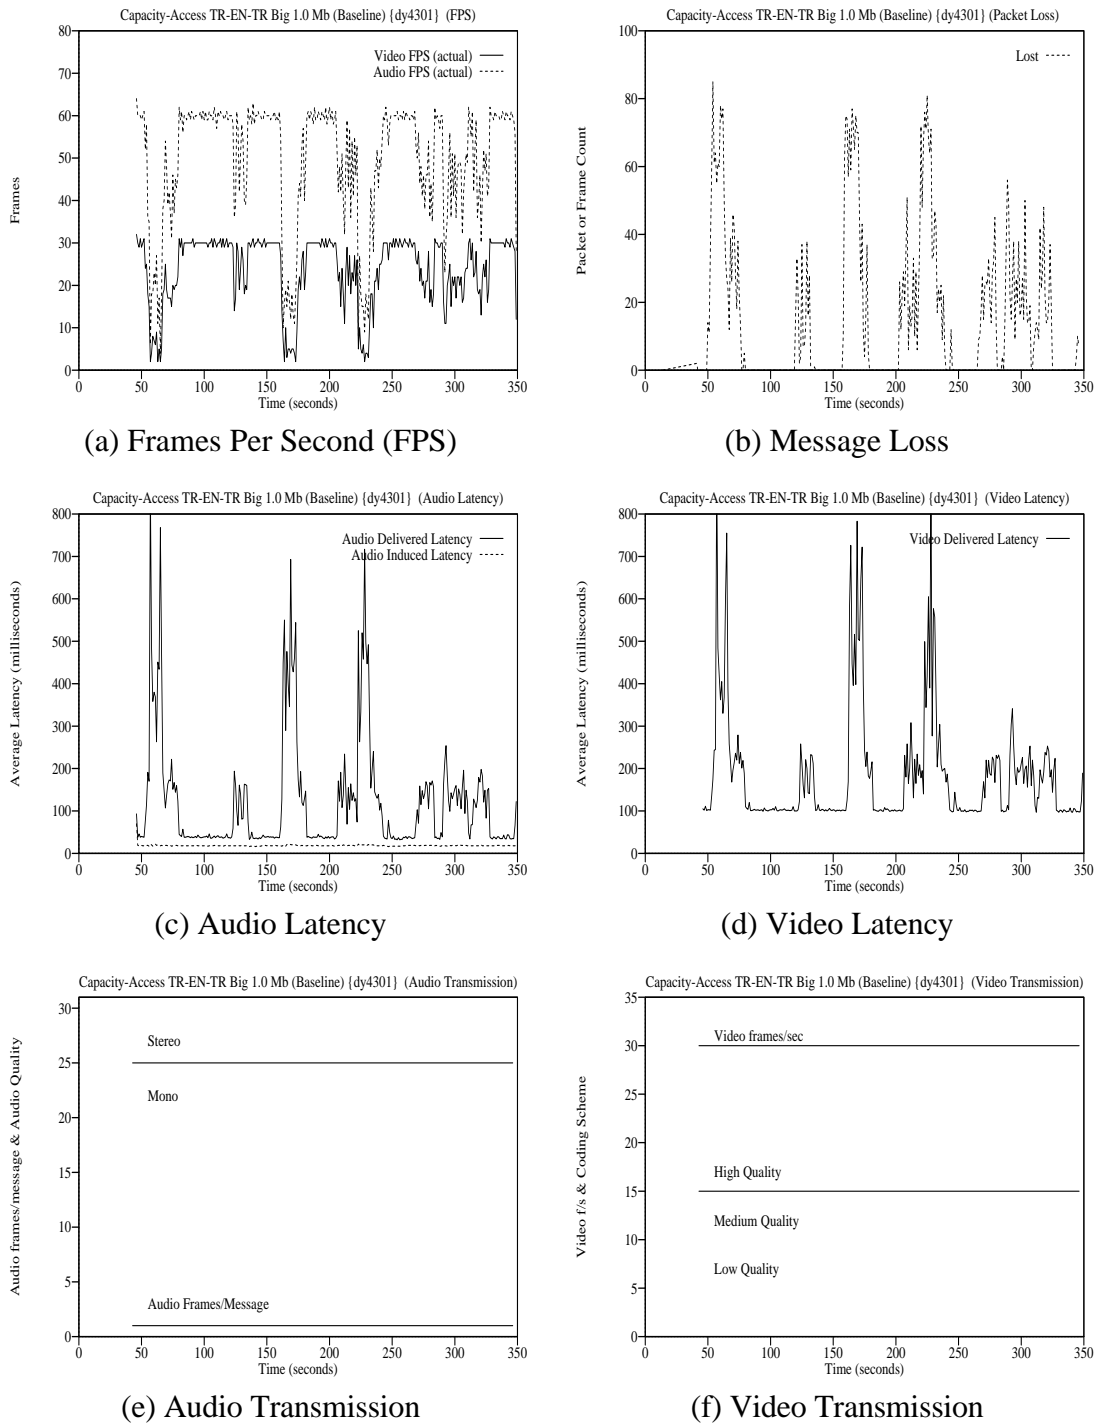 Capacity-Access TR-EN-TR Big 1.0 Mb (Baseline) {dy4301} (FPS)
80
70
60
50
40
30
20
10
0
Frames
Video FPS (actual)
Audio FPS (actual)
0 50 100 150 200 250 300 350
Time (seconds)
(a) Frames Per Second (FPS)
Capacity-Access TR-EN-TR Big 1.0 Mb (Baseline) {dy4301} (Packet Loss)
100
80
60
40
20
0
Packet or Frame Count
Lost
0 50 100 150 200 250 300 350
Time (seconds)
(b) Message Loss
Capacity-Access TR-EN-TR Big 1.0 Mb (Baseline) {dy4301} (Audio Latency)
800
700
600
500
400
300
200
100
0
Average Latency (milliseconds)
Audio Delivered Latency
Audio Induced Latency
0 50 100 150 200 250 300 350
Time (seconds)
(c) Audio Latency
Capacity-Access TR-EN-TR Big 1.0 Mb (Baseline) {dy4301} (Video Latency)
800
700
600
500
400
300
200
100
0
Average Latency (milliseconds)
Video Delivered Latency
0 50 100 150 200 250 300 350
Time (seconds)
(d) Video Latency
Capacity-Access TR-EN-TR Big 1.0 Mb (Baseline) {dy4301} (Audio Transmission)
30
25
20
15
10
5
0
Audio frames/message & Audio Quality
Stereo
Mono
Audio Frames/Message
0 50 100 150 200 250 300 350
Time (seconds)
(e) Audio Transmission
Capacity-Access TR-EN-TR Big 1.0 Mb (Baseline) {dy4301} (Video Transmission)
35
30
25
20
15
10
5
0
Video f/s & Coding Scheme
Video frames/sec
High Quality
Medium Quality
Low Quality
0 50 100 150 200 250 300 350
Time (seconds)
(f) Video Transmission